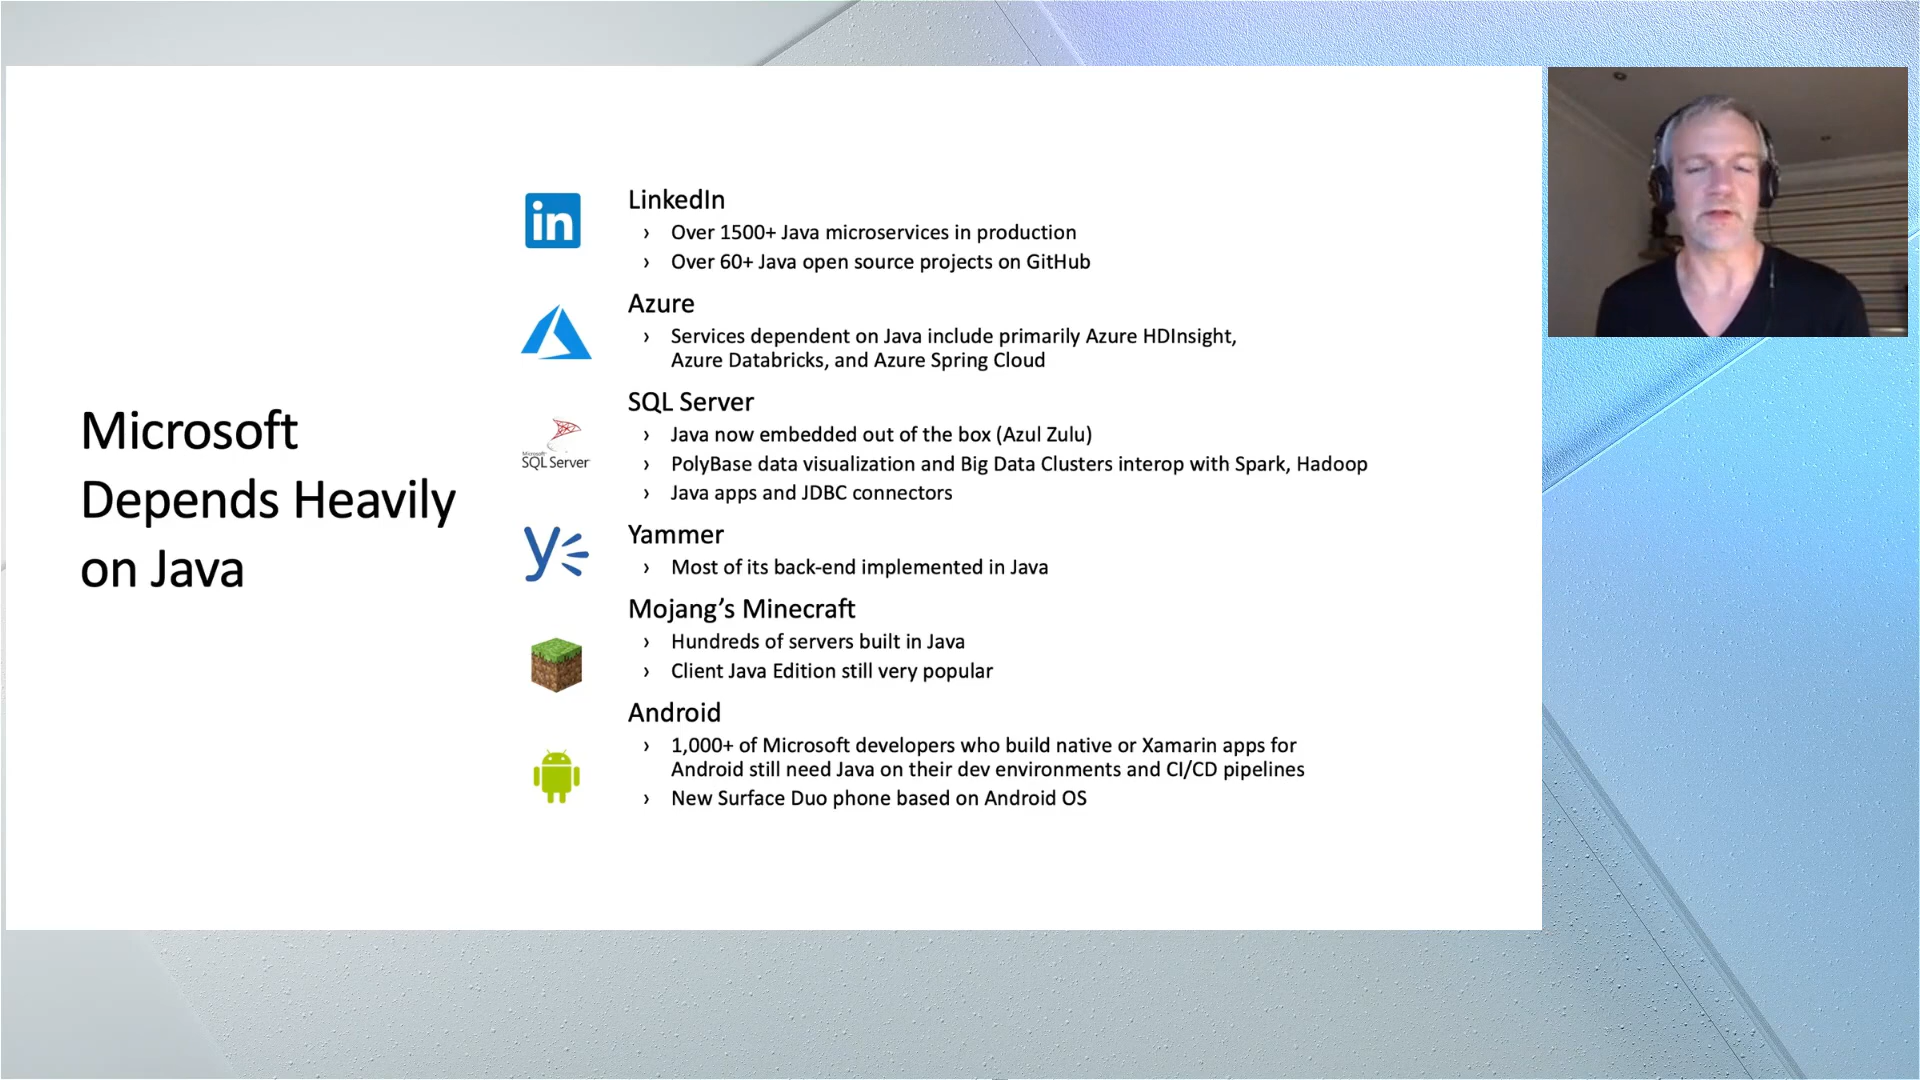 Microsoft
Depends Heavily
on Java
in
LinkedIn
› Over 1500+ Java microservices in production
› Over 60+ Java open source projects on GitHub
Azure
› Services dependent on Java include primarily Azure HDInsight,
Azure Databricks, and Azure Spring Cloud
Microsoft
SQL Server
SQL Server
› Java now embedded out of the box (Azul Zulu)
› PolyBase data visualization and Big Data Clusters interop with Spark, Hadoop
› Java apps and JDBC connectors
Yammer
› Most of its back-end implemented in Java
Mojang’s Minecraft
› Hundreds of servers built in Java
› Client Java Edition still very popular
Android
› 1,000+ of Microsoft developers who build native or Xamarin apps for
Android still need Java on their dev environments and CI/CD pipelines
› New Surface Duo phone based on Android OS